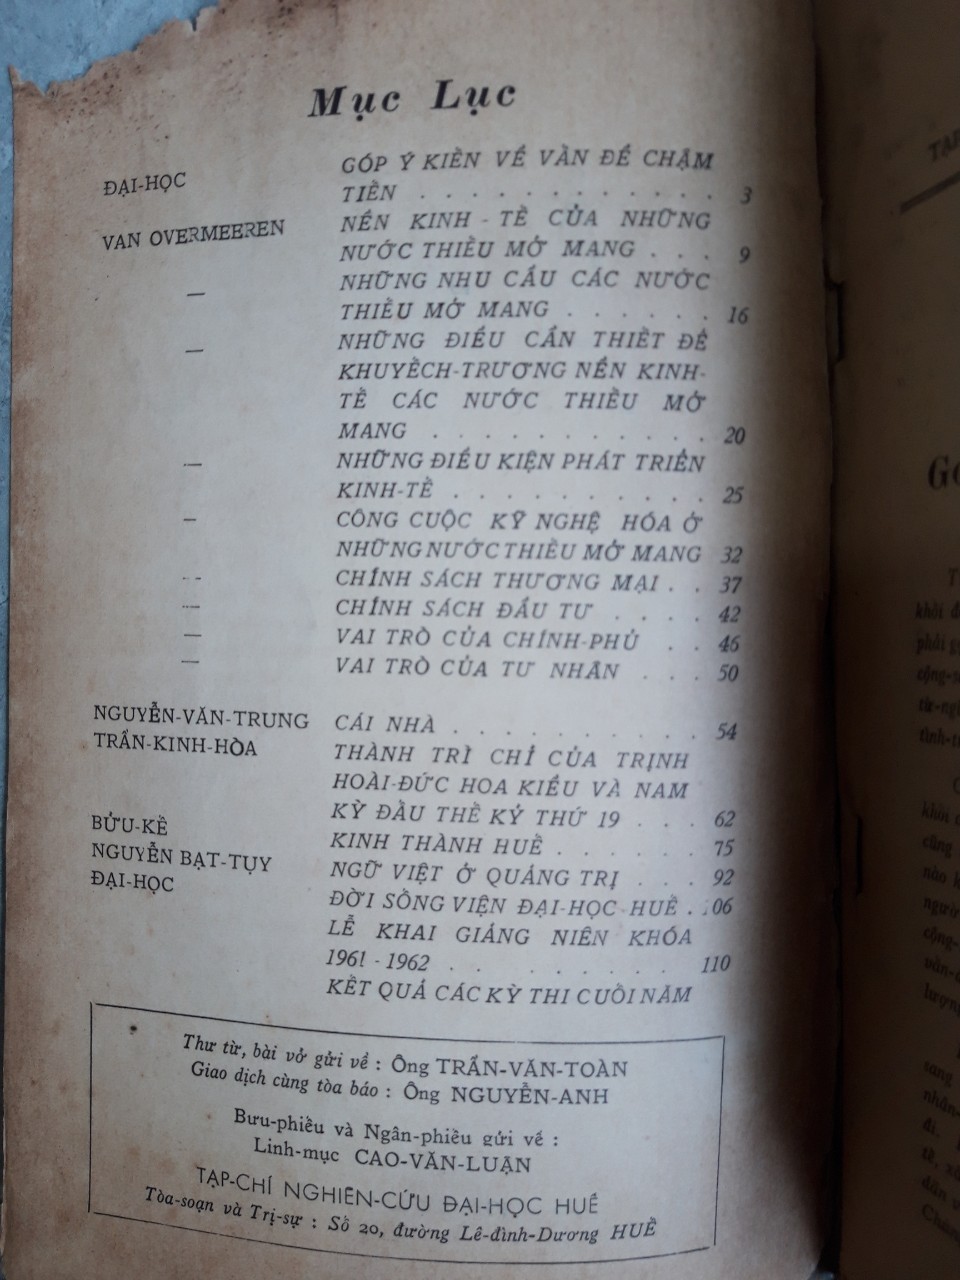 Mục Lục
ĐẠI-HỌC GÓP Ý KIẾN VỀ VẤN ĐỀ CHẬM
TIẾN . . . . . . . . . . . . 3
VAN OVERMEEREN NỀN KINH - TẾ CỦA NHỮNG
NƯỚC THIẾU MỞ MANG . . . 9
— NHỮNG NHU CẦU CÁC NƯỚC
THIẾU MỞ MANG . . . . . . 16
— NHỮNG ĐIỀU CẦN THIẾT ĐỂ
KHUYẾCH-TRƯƠNG NỀN KINH-
TẾ CÁC NƯỚC THIẾU MỞ
MANG . . . . . . . . . . . 20
— NHỮNG ĐIỀU KIỆN PHÁT TRIỂN
KINH-TẾ . . . . . . . . . . 25
— CÔNG CUỘC KỸ NGHỆ HÓA Ở
NHỮNG NƯỚC THIẾU MỞ MANG 32
— CHÍNH SÁCH THƯƠNG MẠI . . 37
— CHÍNH SÁCH ĐẦU TƯ . . . . 42
— VAI TRÒ CỦA CHÍNH-PHỦ . . 46
— VAI TRÒ CỦA TƯ NHÂN . . . 50
NGUYỄN-VĂN-TRUNG CÁI NHÀ . . . . . . . . . . 54
TRẦN-KINH-HÒA THÀNH TRÌ CHÍ CỦA TRỊNH
HOÀI-ĐỨC HOA KIỀU VÀ NAM
KỲ ĐẦU THẾ KỶ THỨ 19 . . . 62
BỬU-KẾ KINH THÀNH HUẾ . . . . . . 75
NGUYỄN BẠT-TỤY NGỮ VIỆT Ở QUẢNG TRỊ . . . 92
ĐẠI-HỌC ĐỜI SỐNG VIỆN ĐẠI-HỌC HUẾ . 106
LỄ KHAI GIẢNG NIÊN KHÓA
1961 - 1962 . . . . . . . . 110
KẾT QUẢ CÁC KỲ THI CUỐI NĂM
Thư từ, bài vở gửi về : Ông TRẦN-VĂN-TOÀN
Giao dịch cùng tòa báo : Ông NGUYỄN-ANH
Bưu-phiếu và Ngân-phiếu gửi về :
Linh-mục CAO-VĂN-LUẬN
TẠP-CHÍ NGHIÊN-CỨU ĐẠI-HỌC HUẾ
Tòa-soạn và Trị-sự : Số 20, đường Lê-đình-Dương HUẾ